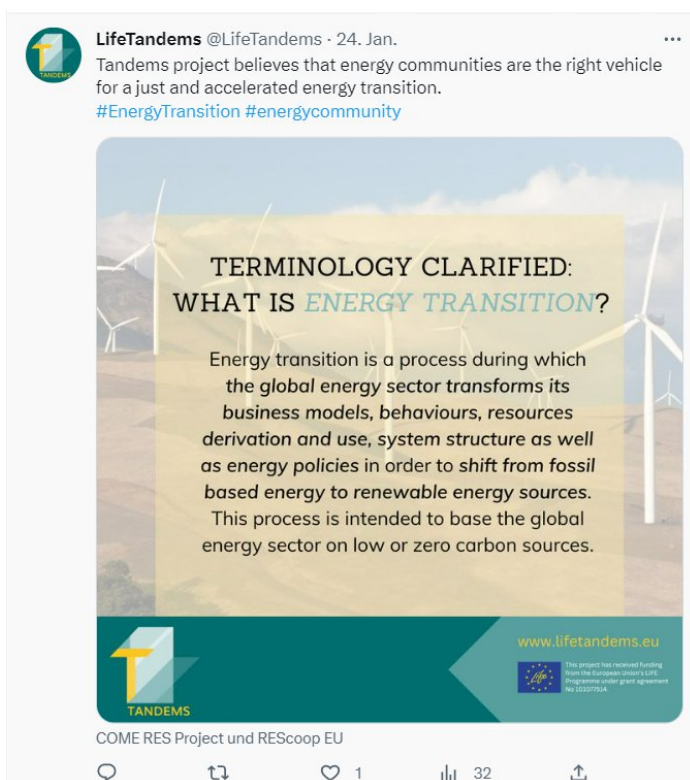 LifeTandems @LifeTandems · 24. Jan.
Tandems project believes that energy communities are the right vehicle
for a just and accelerated energy transition.
#EnergyTransition #energycommunity
TERMINOLOGY CLARIFIED:
WHAT IS ENERGY TRANSITION?
Energy transition is a process during which
the global energy sector transforms its
business models, behaviours, resources
derivation and use, system structure as well
as energy policies in order to shift from fossil
based energy to renewable energy sources.
This process is intended to base the global
energy sector on low or zero carbon sources.
www.lifetandems.eu
Life
This project has received funding
from the European Union's LIFE
Programme under grant agreement
No 101077514
TANDEMS
TANDEMS
COME RES Project und REScoop EU
1
32